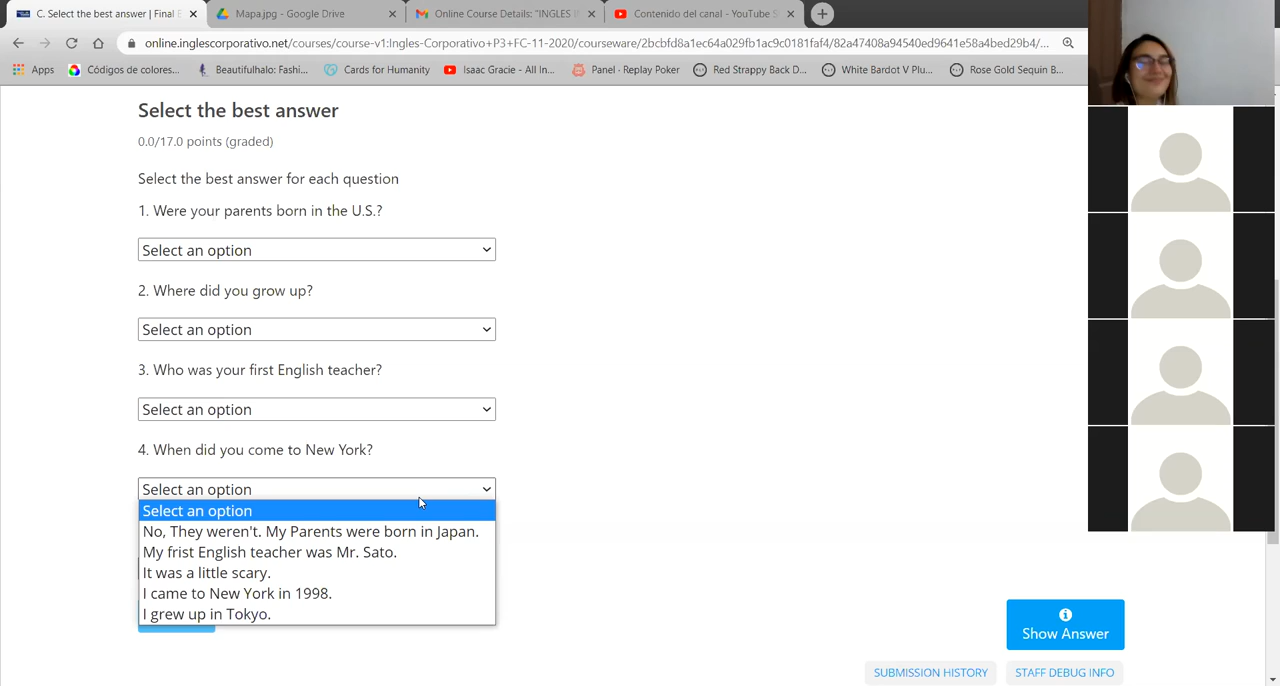 C. Select the best answer | Final E
Mapa.jpg - Google Drive
Online Course Details: "INGLES I
Contenido del canal - YouTube S
online.inglescorporativo.net/courses/course-v1:Ingles-Corporativo+P3+FC-11-2020/courseware/2bcbfd8a1ec64a029fb1ac9c0181faf4/82a47408a94540ed9641e58a4bed29b4/...
Apps
Códigos de colores...
Beautifulhalo: Fashi...
Cards for Humanity
Isaac Gracie - All In...
Panel · Replay Poker
Red Strappy Back D...
White Bardot V Plu...
Rose Gold Sequin B...
Select the best answer
0.0/17.0 points (graded)
Select the best answer for each question
1. Were your parents born in the U.S.?
Select an option
2. Where did you grow up?
Select an option
3. Who was your first English teacher?
Select an option
4. When did you come to New York?
Select an option
Select an option
No, They weren't. My Parents were born in Japan.
My frist English teacher was Mr. Sato.
It was a little scary.
I came to New York in 1998.
I grew up in Tokyo.
Show Answer
SUBMISSION HISTORY
STAFF DEBUG INFO